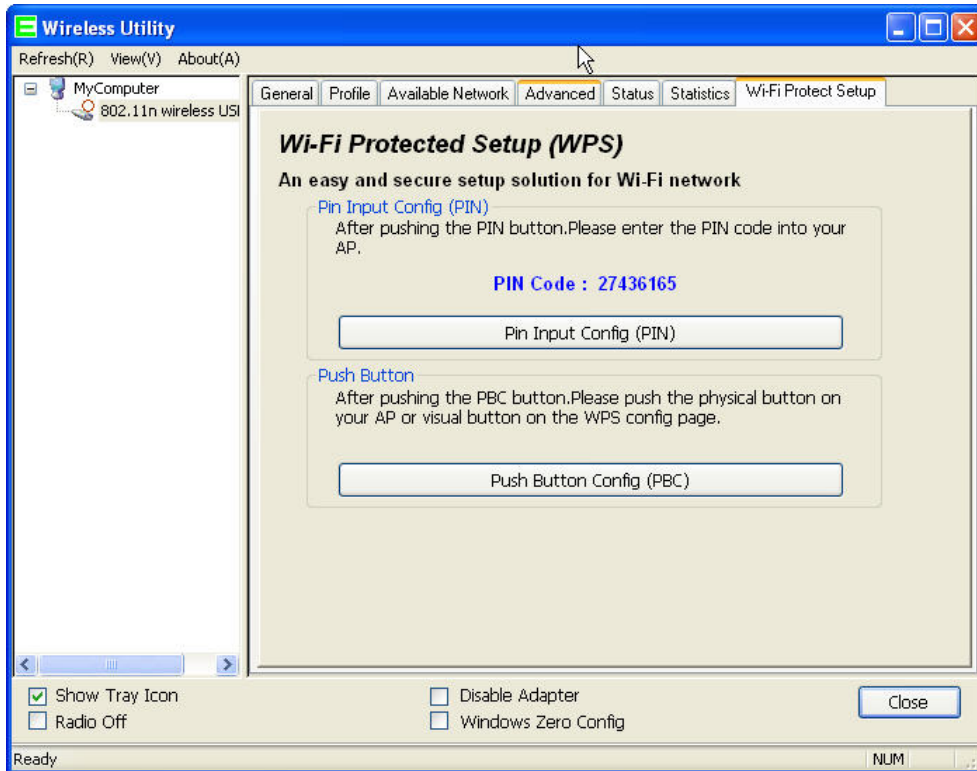 Wireless Utility
Refresh(R) View(V) About(A)
MyComputer
802.11n wireless USI
General Profile Available Network Advanced Status Statistics Wi-Fi Protect Setup
Wi-Fi Protected Setup (WPS)
An easy and secure setup solution for Wi-Fi network
Pin Input Config (PIN)
After pushing the PIN button.Please enter the PIN code into your
AP.
PIN Code : 27436165
Pin Input Config (PIN)
Push Button
After pushing the PBC button.Please push the physical button on
your AP or visual button on the WPS config page.
Push Button Config (PBC)
Show Tray Icon
Radio Off
Disable Adapter
Windows Zero Config
Close
Ready
NUM